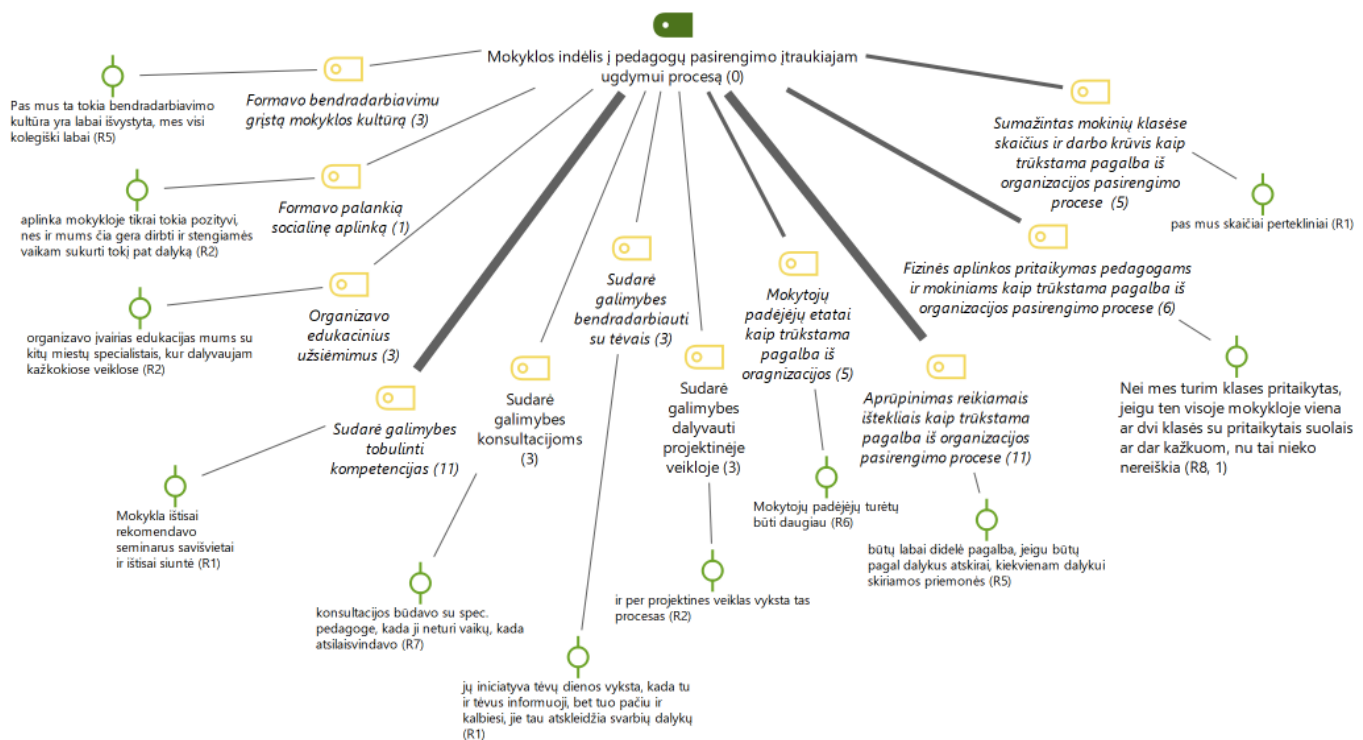 Mokyklos indėlis į pedagogų pasirengimo įtraukiajam
ugdymui procesą (0)
Formavo bendradarbiavimu
grįstą mokyklos kultūrą (3)
Pas mus ta tokia bendradarbiavimo
kultūra yra labai išvystyta, mes visi
kolegiški labai (R5)
Formavo palankią
socialinę aplinką (1)
aplinka mokykloje tikrai tokia pozityvi,
nes ir mums čia gera dirbti ir stengiamės
vaikam sukurti tokį pat dalyką (R2)
Organizavo
edukacinius
užsiėmimus (3)
organizavo įvairias edukacijas mums su
kitų miestų specialistais, kur dalyvaujam
kažkokiose veiklose (R2)
Sudarė galimybes
tobulinti
kompetencijas (11)
Mokykla ištisai
rekomendavo
seminarus savišvietai
ir ištisai siuntė (R1)
Sudarė
galimybes
konsultacijoms
(3)
konsultacijos būdavo su spec.
pedagoge, kada ji neturi vaikų, kada
atsilaisvindavo (R7)
Sudarė
galimybes
bendradarbiauti
su tėvais (3)
jų iniciatyva tėvų dienos vyksta, kada tu
ir tėvus informuoji, bet tuo pačiu ir
kalbiesi, jie tau atskleidžia svarbių dalykų
(R1)
Sudarė
galimybes
dalyvauti
projektinėje
veikloje (3)
ir per projektines veiklas vyksta tas
procesas (R2)
Mokytojų
padėjėjų etatai
kaip trūkstama
pagalba iš
oragnizacijos (5)
Mokytojų padėjėjų turėtų
būti daugiau (R6)
Aprūpinimas reikiamais
ištekliais kaip trūkstama
pagalba iš organizacijos
pasirengimo procese (11)
būtų labai didelė pagalba, jeigu būtų
pagal dalykus atskirai, kiekvienam dalykui
skiriamos priemonės (R5)
Fizinės aplinkos pritaikymas pedagogams
ir mokiniams kaip trūkstama pagalba iš
organizacijos pasirengimo procese (6)
Nei mes turim klases pritaikytas,
jeigu ten visoje mokykloje viena
ar dvi klasės su pritaikytais suolais
ar dar kažkuom, nu tai nieko
nereiškia (R8, 1)
Sumažintas mokinių klasėse
skaičius ir darbo krūvis kaip
trūkstama pagalba iš
organizacijos pasirengimo
procese (5)
pas mus skaičiai pertekliniai (R1)